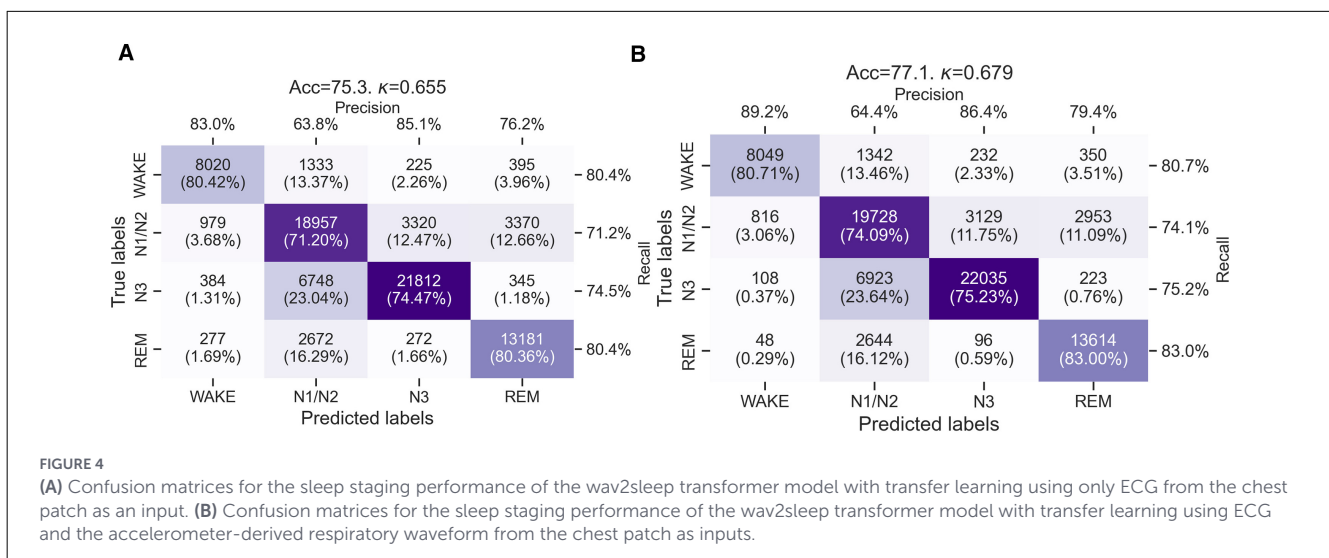 A
Acc=75.3. κ=0.655
Precision
83.0% 63.8% 85.1% 76.2%
WAKE 8020 1333 225 395
(80.42%) (13.37%) (2.26%) (3.96%) 80.4%
N1/N2 979 18957 3320 3370
(3.68%) (71.20%) (12.47%) (12.66%) 71.2%
N3 384 6748 21812 345
(1.31%) (23.04%) (74.47%) (1.18%) 74.5%
REM 277 2672 272 13181
(1.69%) (16.29%) (1.66%) (80.36%) 80.4%
True labels
Recall
WAKE N1/N2 N3 REM
Predicted labels
B
Acc=77.1. κ=0.679
Precision
89.2% 64.4% 86.4% 79.4%
WAKE 8049 1342 232 350
(80.71%) (13.46%) (2.33%) (3.51%) 80.7%
N1/N2 816 19728 3129 2953
(3.06%) (74.09%) (11.75%) (11.09%) 74.1%
N3 108 6923 22035 223
(0.37%) (23.64%) (75.23%) (0.76%) 75.2%
REM 48 2644 96 13614
(0.29%) (16.12%) (0.59%) (83.00%) 83.0%
True labels
Recall
WAKE N1/N2 N3 REM
Predicted labels
FIGURE 4
(A) Confusion matrices for the sleep staging performance of the wav2sleep transformer model with transfer learning using only ECG from the chest
patch as an input. (B) Confusion matrices for the sleep staging performance of the wav2sleep transformer model with transfer learning using ECG
and the accelerometer-derived respiratory waveform from the chest patch as inputs.